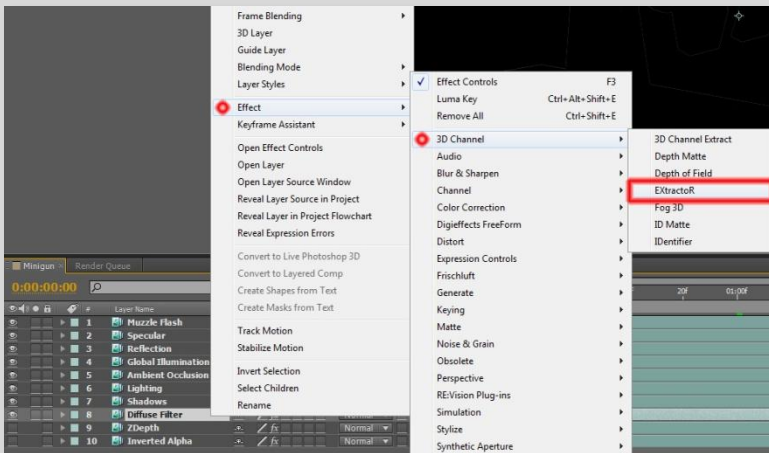 Frame Blending
3D Layer
Guide Layer
Blending Mode
Layer Styles
Effect
Keyframe Assistant
Open Effect Controls
Open Layer
Open Layer Source Window
Reveal Layer Source in Project
Reveal Layer in Project Flowchart
Reveal Expression Errors
Convert to Live Photoshop 3D
Convert to Layered Comp
Create Shapes from Text
Create Masks from Text
Track Motion
Stabilize Motion
Invert Selection
Select Children
Rename
Effect Controls F3
Luma Key Ctrl+Alt+Shift+E
Remove All Ctrl+Shift+E
3D Channel
Audio
Blur & Sharpen
Channel
Color Correction
Digieffects FreeForm
Distort
Expression Controls
Frischluft
Generate
Keying
Matte
Noise & Grain
Obsolete
Perspective
RE:Vision Plug-ins
Simulation
Stylize
Synthetic Aperture
3D Channel Extract
Depth Matte
Depth of Field
EXtractoR
Fog 3D
ID Matte
IDentifier
Minigun Render Queue
0:00:00:00
# Layer Name
1 Muzzle Flash
2 Specular
3 Reflection
4 Global Illumination
5 Ambient Occlusion
6 Lighting
7 Shadows
8 Diffuse Filter
9 ZDepth fx Normal
10 Inverted Alpha fx Normal
20f 01:00f